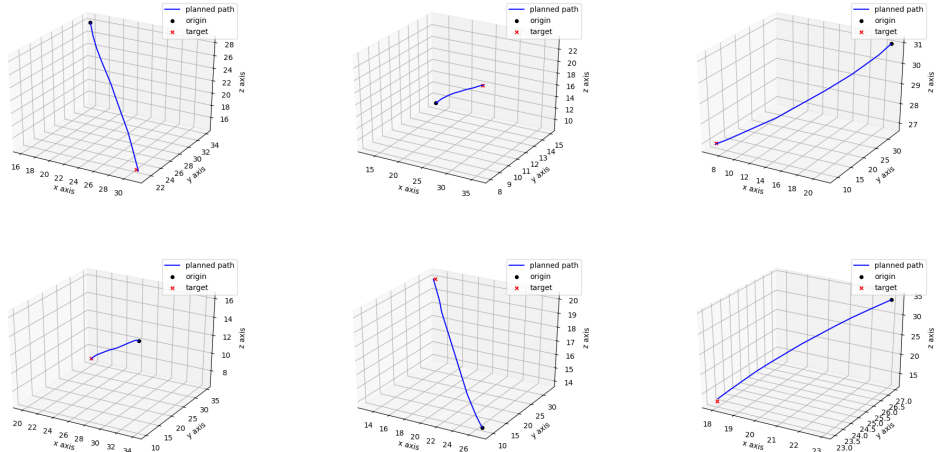 planned path
origin
target
28
26
24
22
20
18
16
z axis
16 18 20 22 24 26 28 30
x axis
22 24 26 28 30 32 34
y axis
planned path
origin
target
22
20
18
16
14
12
10
z axis
15 20 25 30 35
x axis
8 9 10 11 12 13 14 15
y axis
planned path
origin
target
31
30
29
28
27
z axis
8 10 12 14 16 18 20
x axis
10 15 20 25 30
y axis
planned path
origin
target
16
14
12
10
8
z axis
20 22 24 26 28 30 32 34
x axis
10 15 20 25 30 35
y axis
planned path
origin
target
20
19
18
17
16
15
14
z axis
14 16 18 20 22 24 26
x axis
10 15 20 25 30
y axis
planned path
origin
target
35
30
25
20
15
z axis
18 19 20 21 22 23
x axis
23.5 24.0 24.5 25.0 25.5 26.0 26.5 27.0
y axis